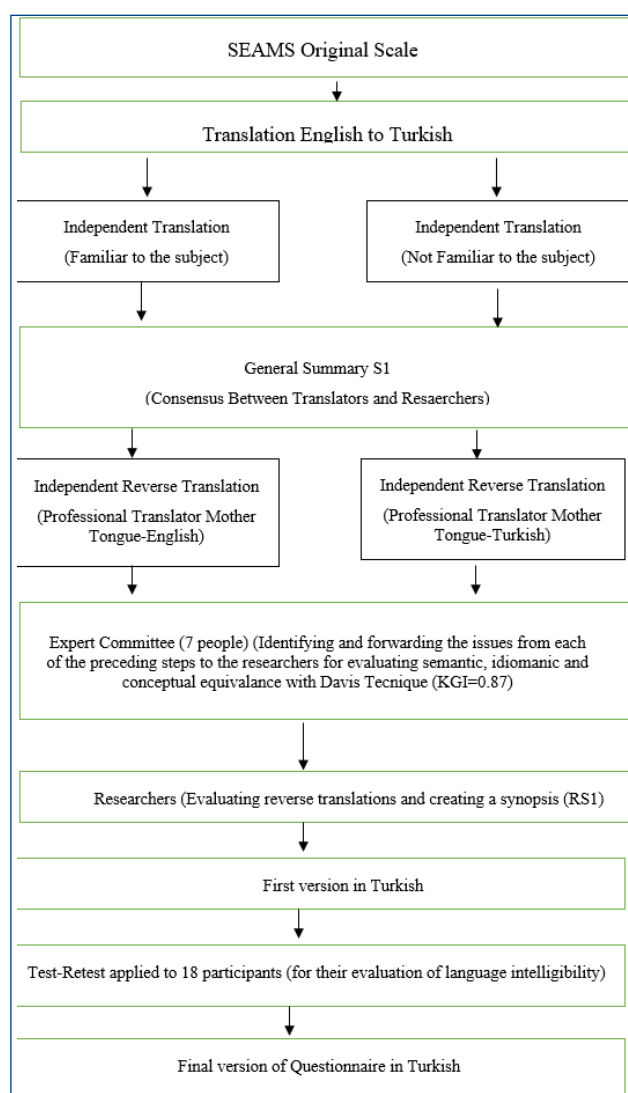 SEAMS Original Scale
Translation English to Turkish
Independent Translation
(Familiar to the subject)
Independent Translation
(Not Familiar to the subject)
General Summary S1
(Consensus Between Translators and Resaerchers)
Independent Reverse Translation
(Professional Translator Mother
Tongue-English)
Independent Reverse Translation
(Professional Translator Mother
Tongue-Turkish)
Expert Committee (7 people) (Identifying and forwarding the issues from each
of the preceding steps to the researchers for evaluating semantic, idiomanic and
conceptual equivalance with Davis Tecnique (KGI=0.87)
Researchers (Evaluating reverse translations and creating a synopsis (RS1)
First version in Turkish
Test-Retest applied to 18 participants (for their evaluation of language intelligibility)
Final version of Questionnaire in Turkish